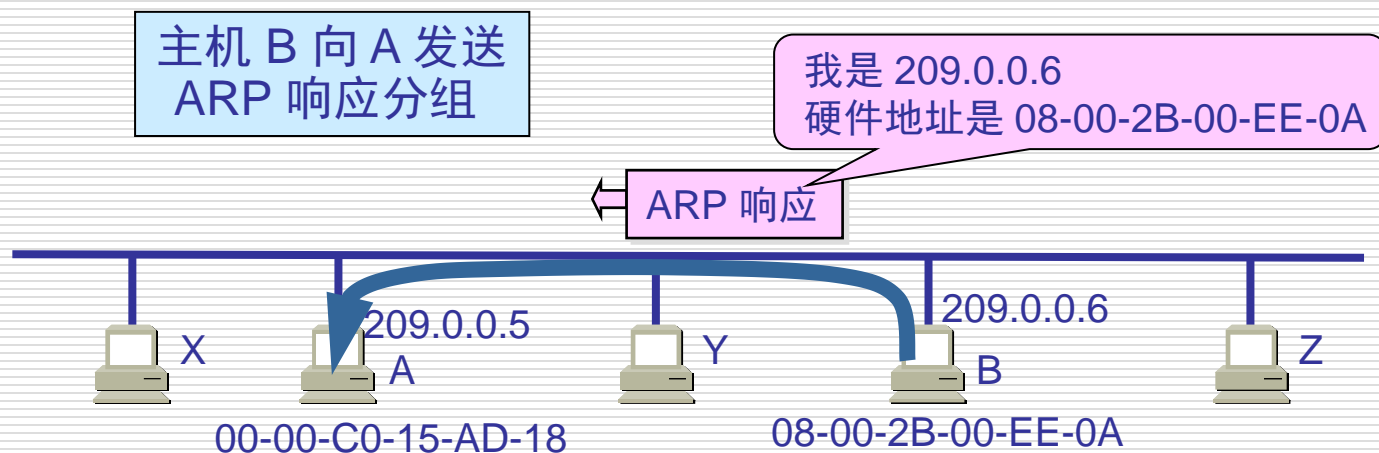 主机 B 向 A 发送
ARP 响应分组
我是 209.0.0.6
硬件地址是 08-00-2B-00-EE-0A
ARP 响应
209.0.0.5
209.0.0.6
X
A
Y
B
Z
00-00-C0-15-AD-18
08-00-2B-00-EE-0A